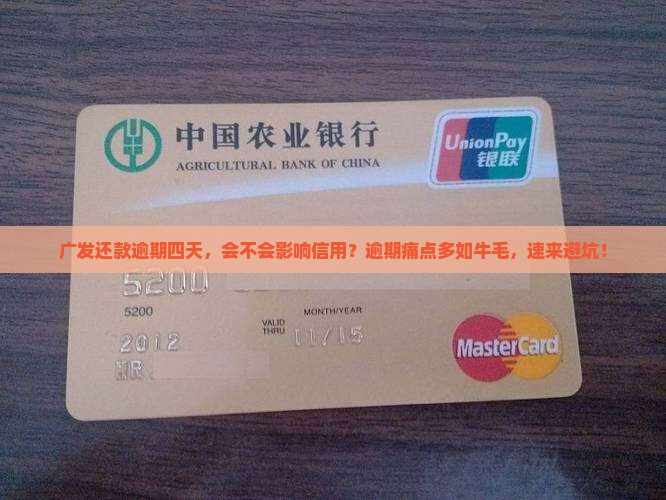 中国农业银行
AGRICULTURAL BANK OF CHINA
UnionPay
银联
广发还款逾期四天，会不会影响信用？逾期痛点多如牛毛，速来避坑！
5200
5200
MONTH/YEAR
VALID
THRU
11/15
2012
MR
MasterCard